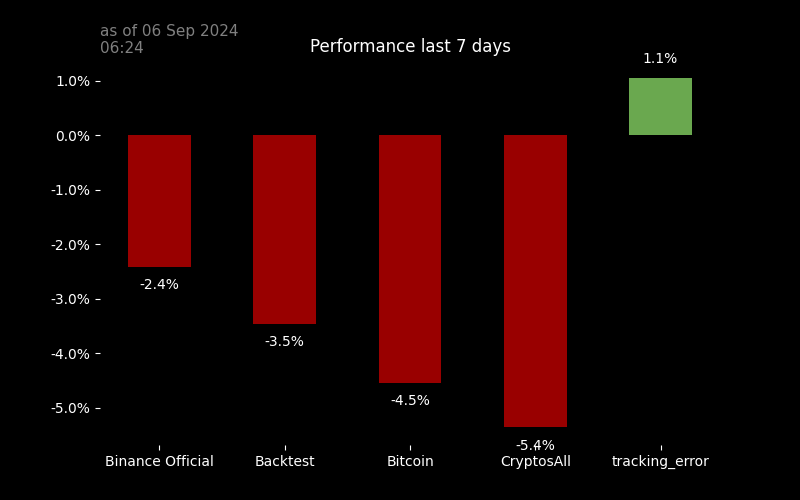 as of 06 Sep 2024
06:24
Performance last 7 days
1.1%
1.0%
0.0%
-1.0%
-2.0%
-3.0%
-4.0%
-5.0%
-2.4%
-3.5%
-4.5%
-5.4%
Binance Official
Backtest
Bitcoin
CryptosAll
tracking_error